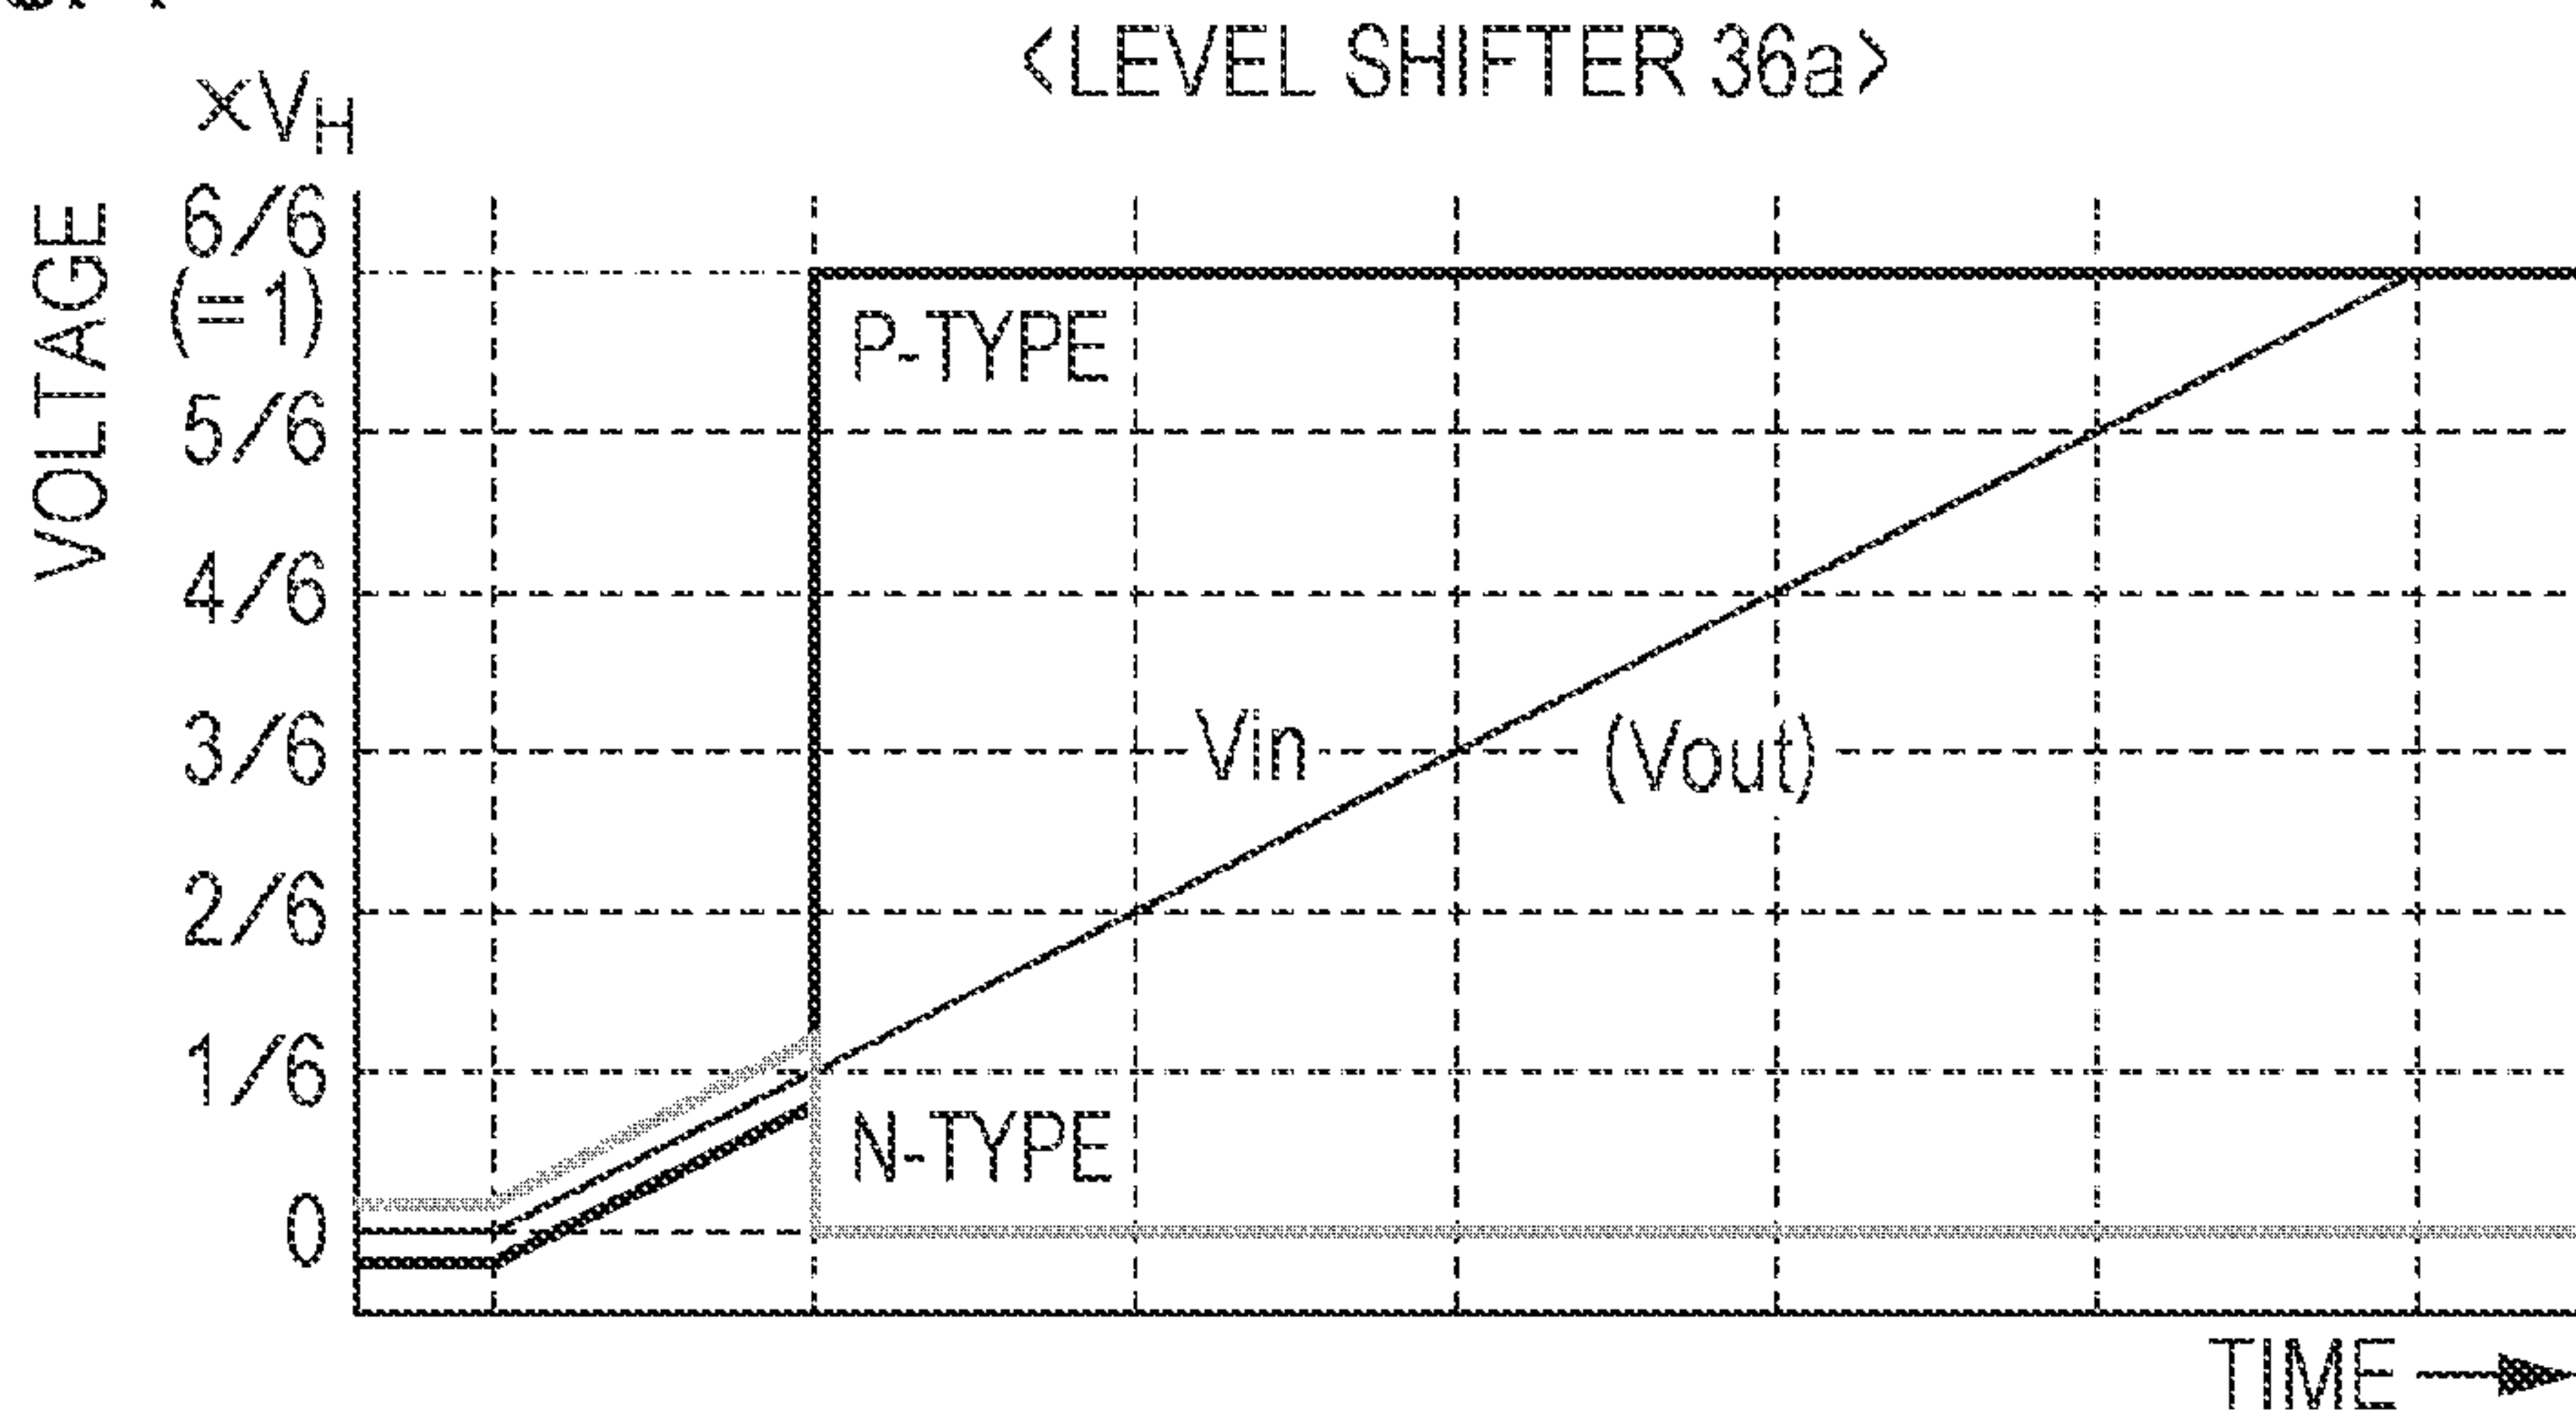 <LEVEL SHIFTER 36a>
×VH
VOLTAGE
6/6
(=1)
P-TYPE
5/6
4/6
3/6
Vin
(Vout)
2/6
1/6
N-TYPE
0
TIME